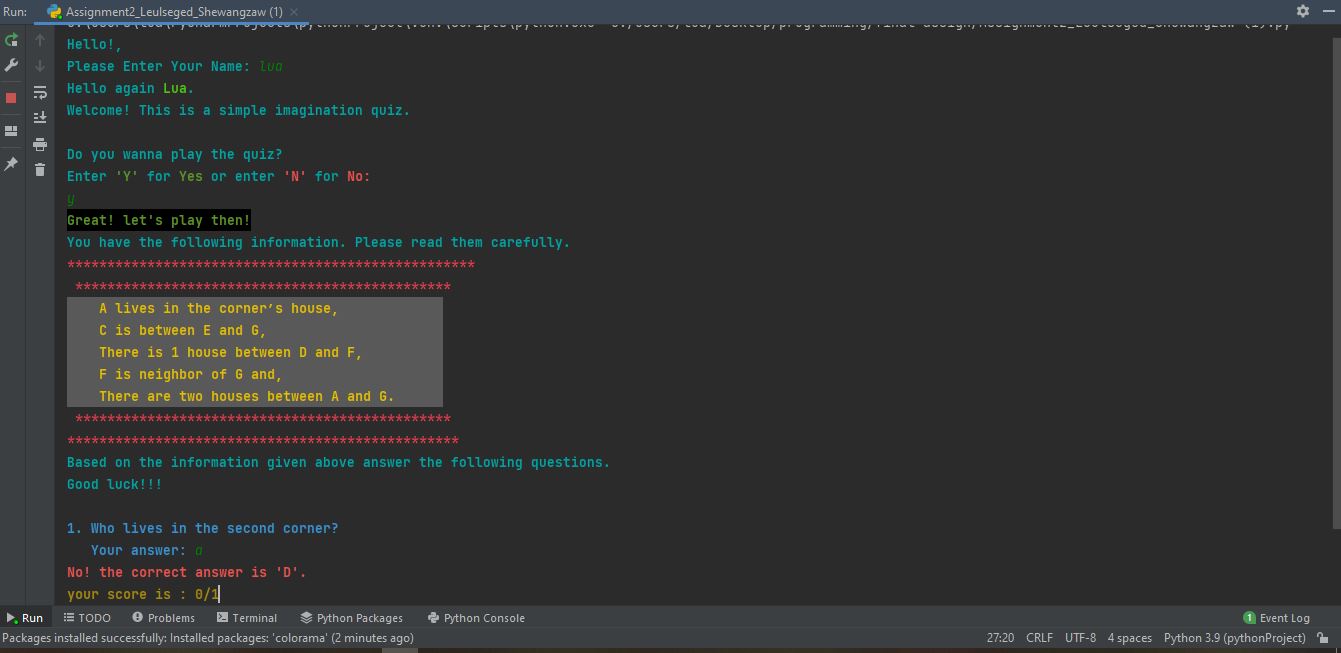 Run: Assignment2_Leulseged_Shewangzaw (1) ×
Hello!,
Please Enter Your Name: lua
Hello again Lua.
Welcome! This is a simple imagination quiz.
Do you wanna play the quiz?
Enter 'Y' for Yes or enter 'N' for No:
y
Great! let's play then!
You have the following information. Please read them carefully.
***************************************************
***********************************************
A lives in the corner’s house,
C is between E and G,
There is 1 house between D and F,
F is neighbor of G and,
There are two houses between A and G.
***********************************************
*************************************************
Based on the information given above answer the following questions.
Good luck!!!
1. Who lives in the second corner?
Your answer: a
No! the correct answer is 'D'.
your score is : 0/1
Run TODO Problems Terminal Python Packages Python Console 1 Event Log
Packages installed successfully: Installed packages: 'colorama' (2 minutes ago) 27:20 CRLF UTF-8 4 spaces Python 3.9 (pythonProject)